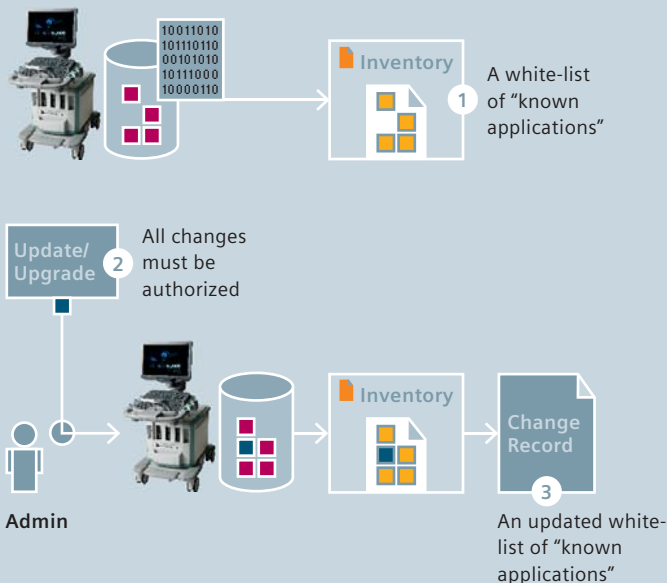 10011010
101110110
00101010
10111000
10000110
Inventory
1
A white-list
of “known
applications”
Update/
Upgrade
2
All changes
must be
authorized
Inventory
Change
Record
3
Admin
An updated white-
list of “known
applications”